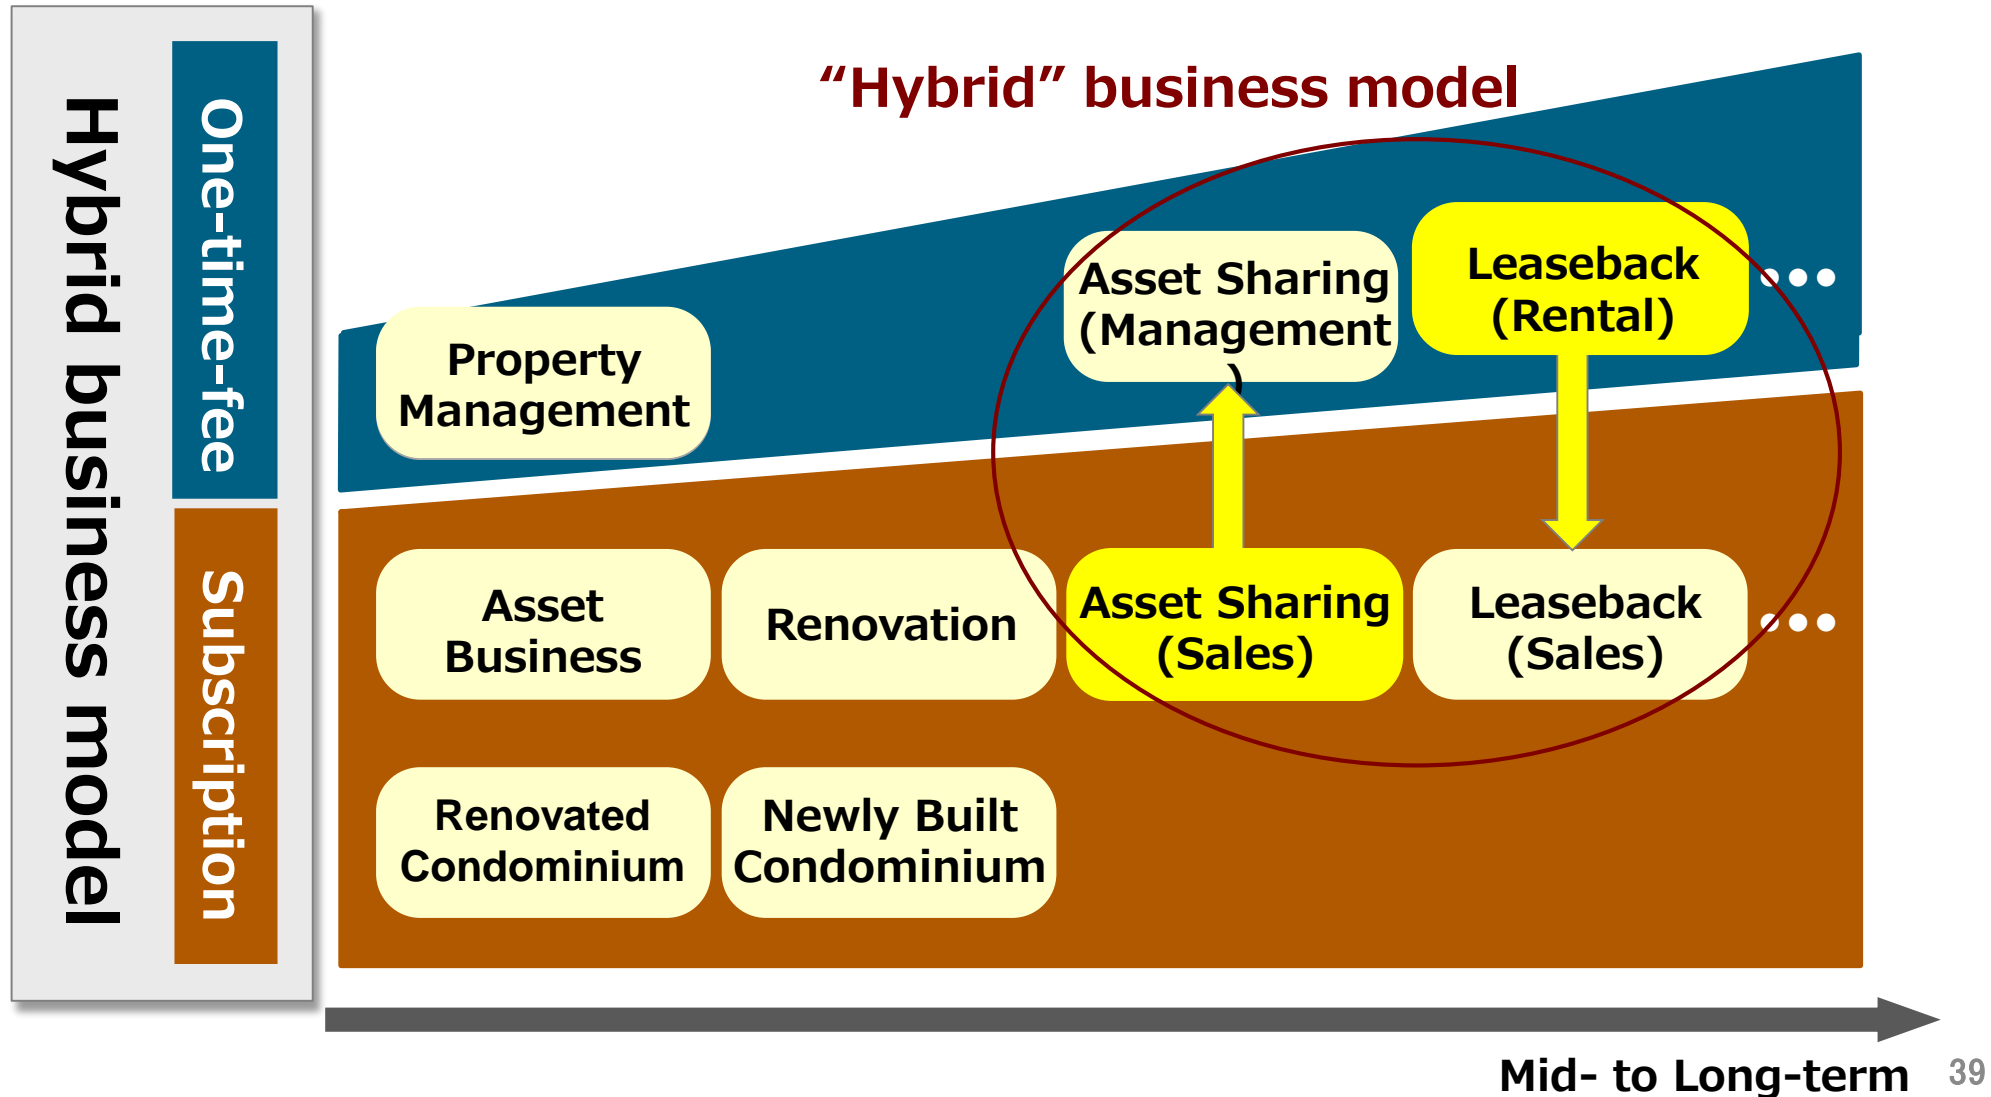 Hybrid business model
One-time-fee
Subscription
“Hybrid” business model
Property
Management
Asset Sharing
(Management
)
Leaseback
(Rental)
Asset
Business
Renovation
Asset Sharing
(Sales)
Leaseback
(Sales)
Renovated
Condominium
Newly Built
Condominium
Mid- to Long-term
39